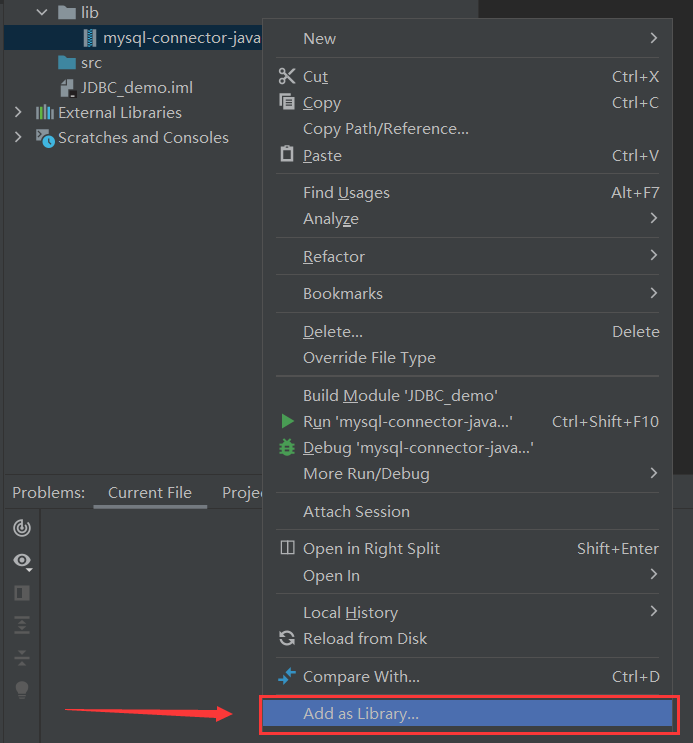 lib
mysql-connector-java
src
JDBC_demo.iml
External Libraries
Scratches and Consoles
New
Cut Ctrl+X
Copy Ctrl+C
Copy Path/Reference...
Paste Ctrl+V
Find Usages Alt+F7
Analyze
Refactor
Bookmarks
Delete... Delete
Override File Type
Build Module 'JDBC_demo'
Run 'mysql-connector-java...' Ctrl+Shift+F10
Debug 'mysql-connector-java...'
More Run/Debug
Attach Session
Open in Right Split Shift+Enter
Open In
Local History
Reload from Disk
Compare With... Ctrl+D
Add as Library...
Problems: Current File Projec